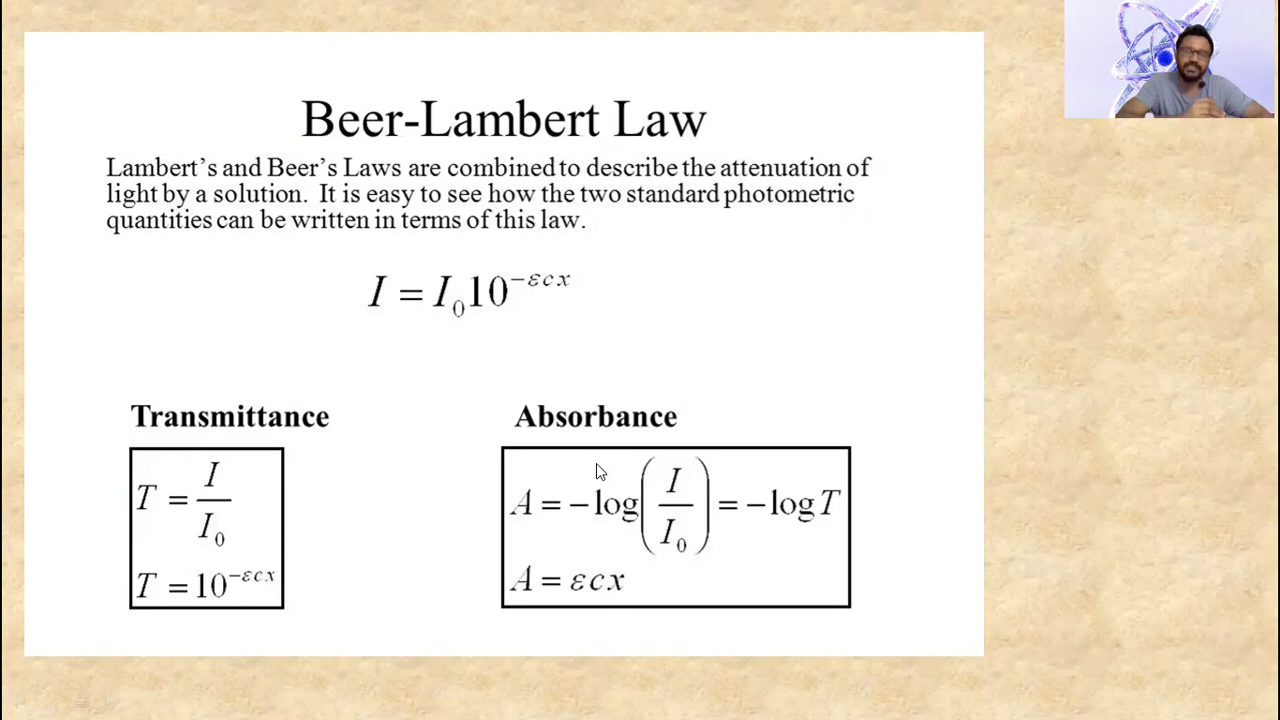 Beer-Lambert Law
Lambert's and Beer's Laws are combined to describe the attenuation of
light by a solution. It is easy to see how the two standard photometric
quantities can be written in terms of this law.
I = I₀10^{-εcx}
Transmittance
T = I/I₀
T = 10^{-εcx}
Absorbance
A = -log(I/I₀) = -log T
A = εcx